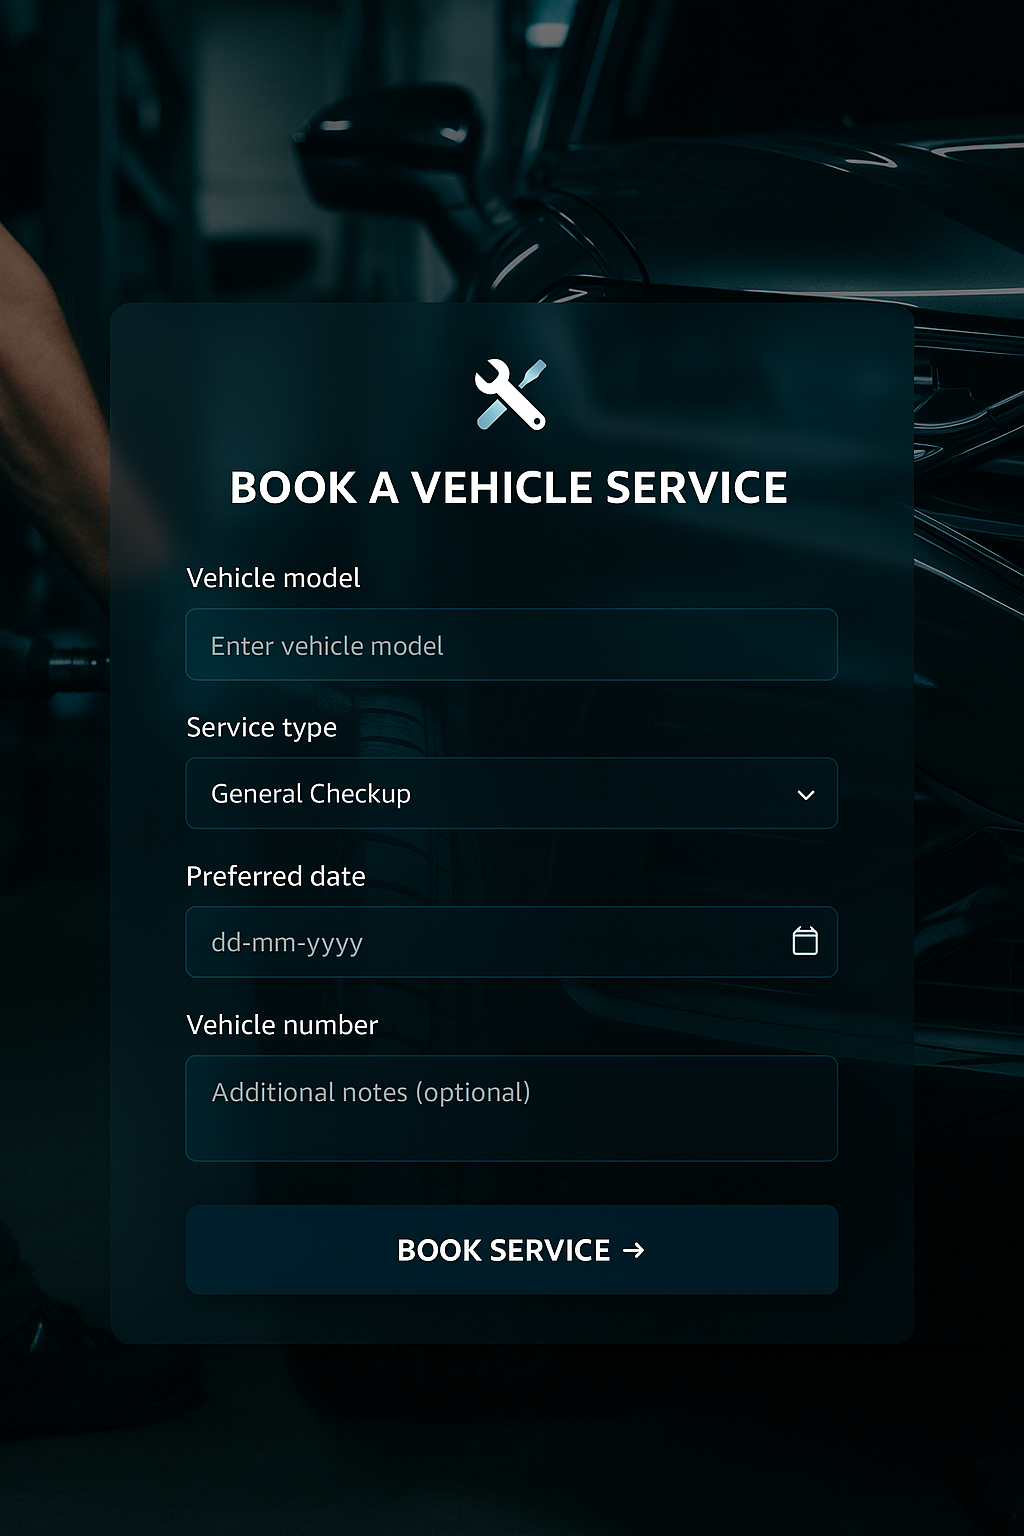 BOOK A VEHICLE SERVICE
Vehicle model
Enter vehicle model
Service type
General Checkup
Preferred date
dd-mm-yyyy
Vehicle number
Additional notes (optional)
BOOK SERVICE →